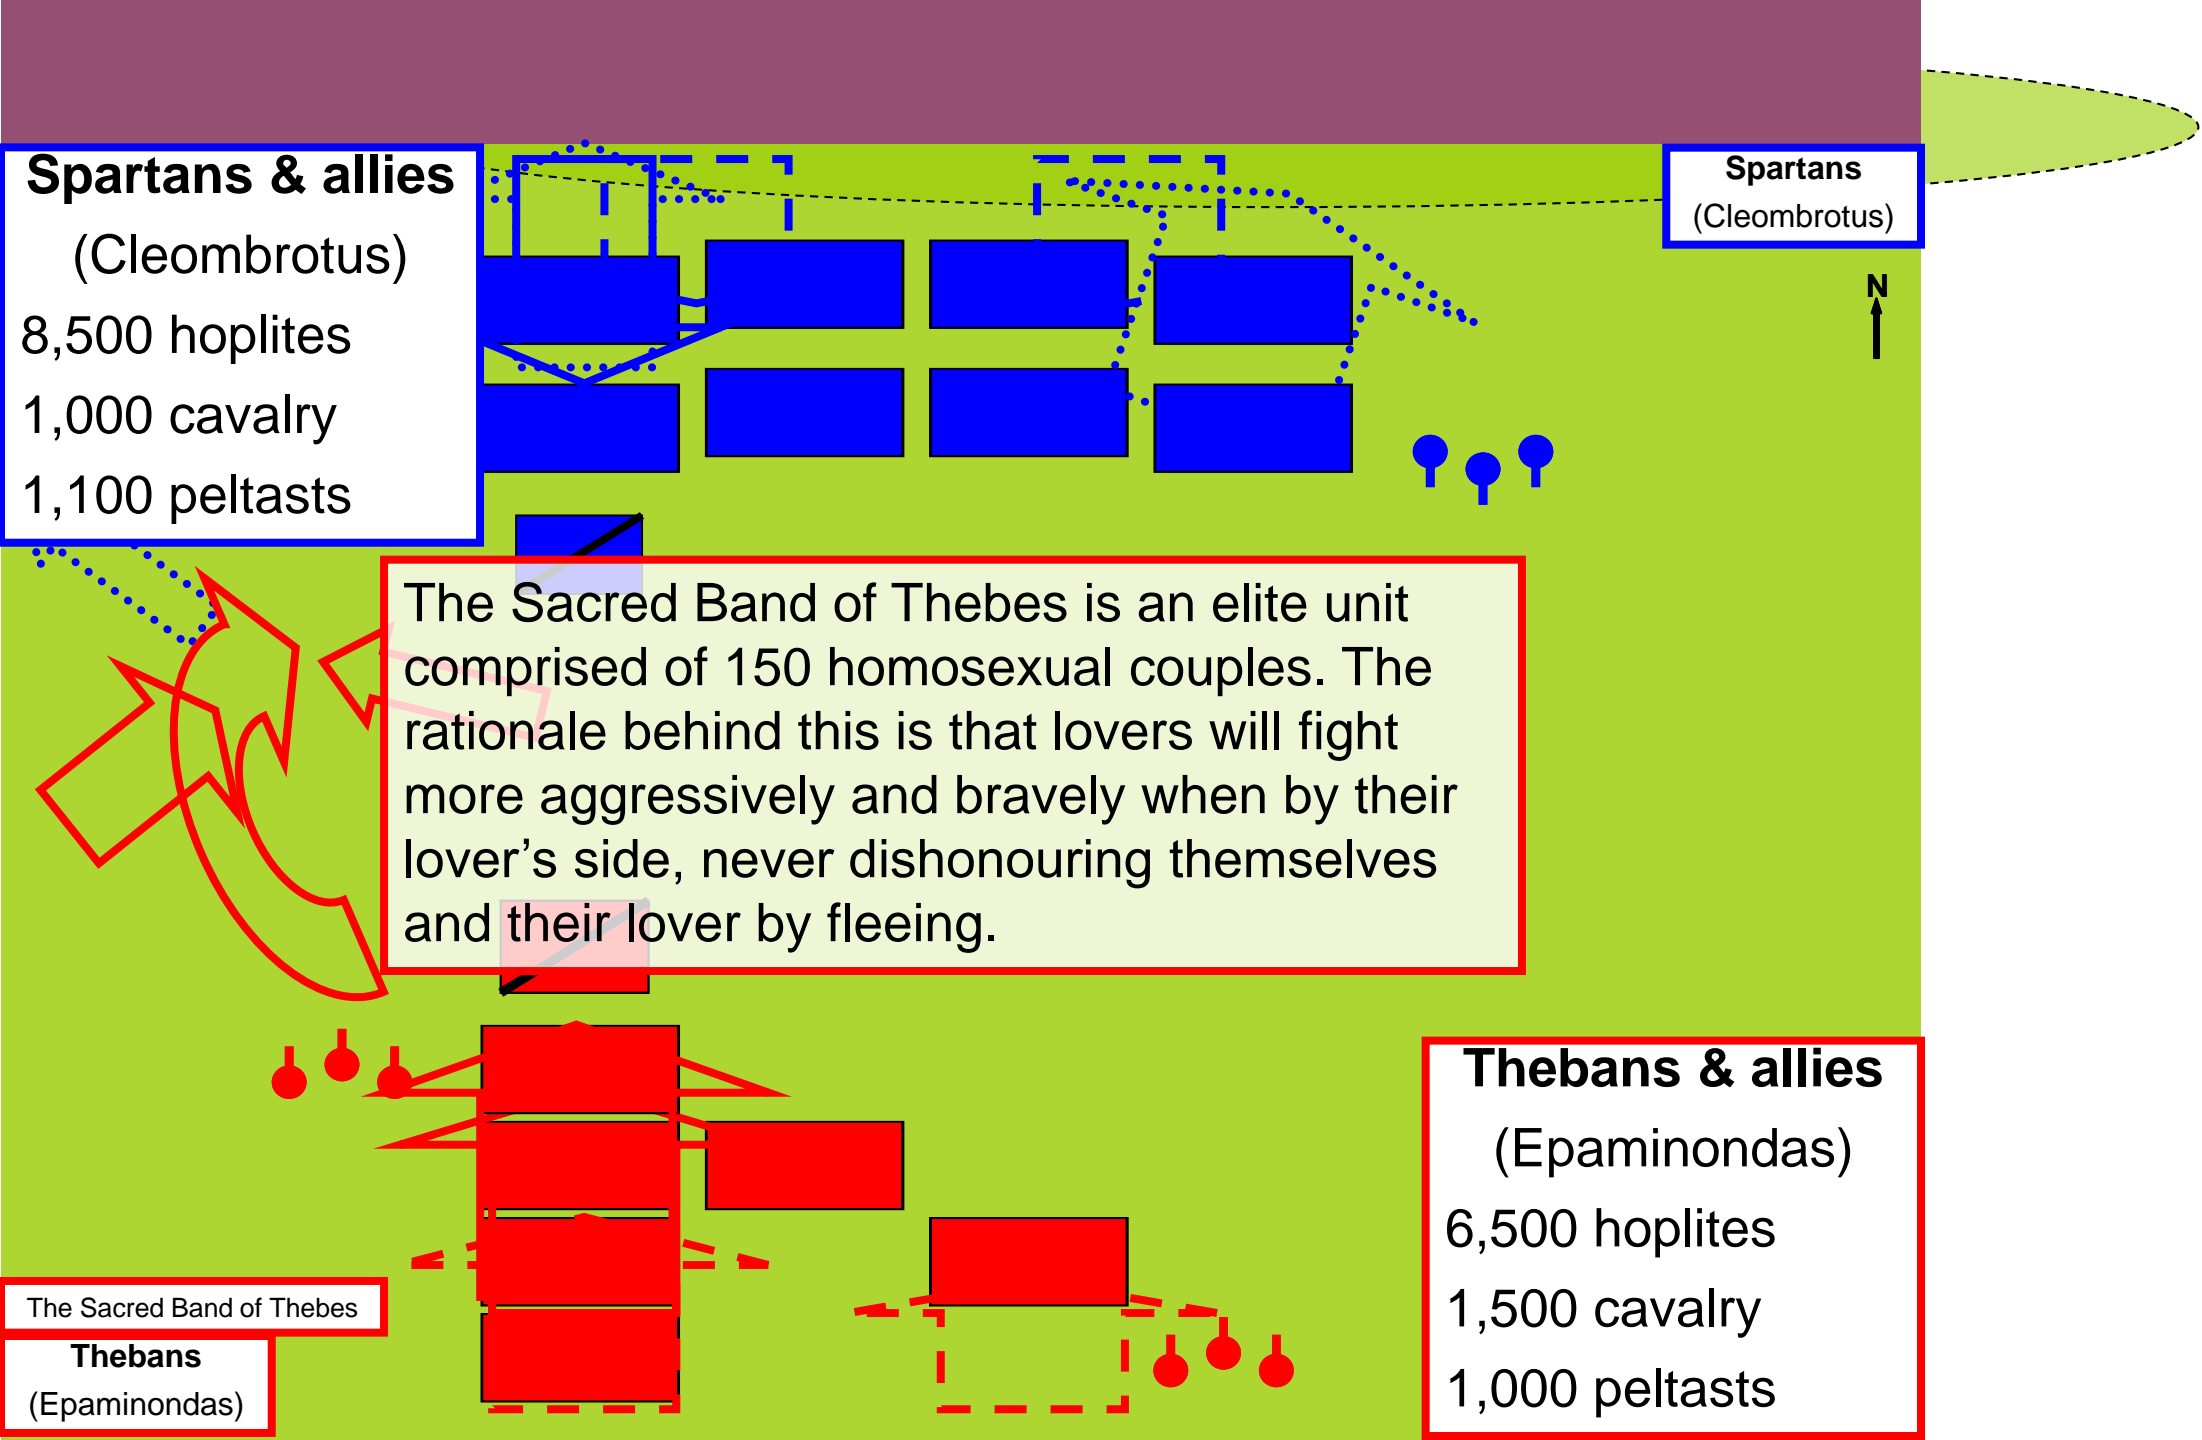 Spartans & allies
(Cleombrotus)
8,500 hoplites
1,000 cavalry
1,100 peltasts
Spartans
(Cleombrotus)
N
The Sacred Band of Thebes is an elite unit
comprised of 150 homosexual couples. The
rationale behind this is that lovers will fight
more aggressively and bravely when by their
lover’s side, never dishonouring themselves
and their lover by fleeing.
Thebans & allies
(Epaminondas)
6,500 hoplites
1,500 cavalry
1,000 peltasts
The Sacred Band of Thebes
Thebans
(Epaminondas)